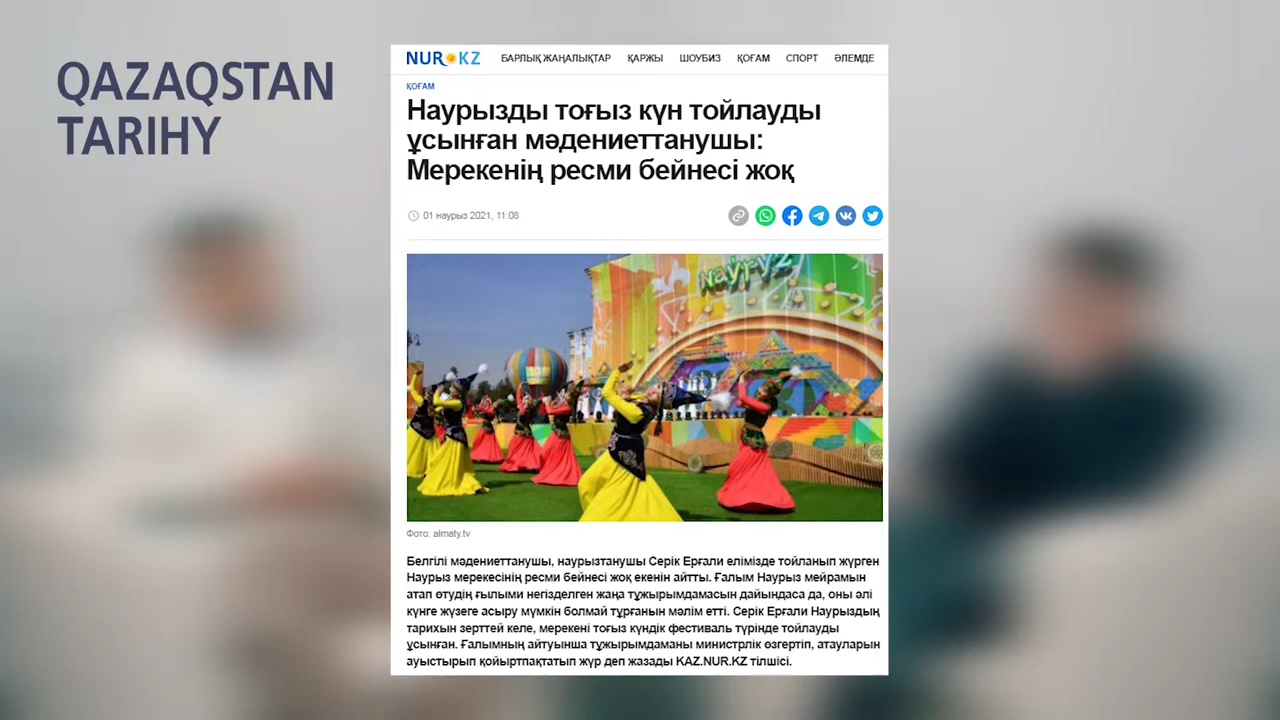 QAZAQSTAN
TARIHY
NUR KZ
БАРЛЫҚ ЖАҢАЛЫҚТАР ҚАРЖЫ ШОУБИЗ ҚОҒАМ СПОРТ ӘЛЕМДЕ
ҚОҒАМ
Наурызды тоғыз күн тойлауды
ұсынған мәдениеттанушы:
Мерекенің ресми бейнесі жоқ
01 наурыз 2021, 11:08
Nayryz
Фото: almaty.tv
Белгілі мәдениеттанушы, наурызтанушы Серік Ерғали елімізде тойланып жүрген
Наурыз мерекесінің ресми бейнесі жоқ екенін айтты. Ғалым Наурыз мейрамын
атап өтудің ғылыми негізделген жаңа тұжырымдамасын дайындаса да, оны әлі
күнге жүзеге асыру мүмкін болмай тұрғанын мәлім етті. Серік Ерғали Наурыздың
тарихын зерттей келе, мерекені тоғыз күндік фестиваль түрінде тойлауды
ұсынған. Ғалымның айтуынша тұжырымдаманы министрлік өзгертіп, атауларын
ауыстырып қойыртпақтатып жүр деп жазады KAZ.NUR.KZ тілшісі.